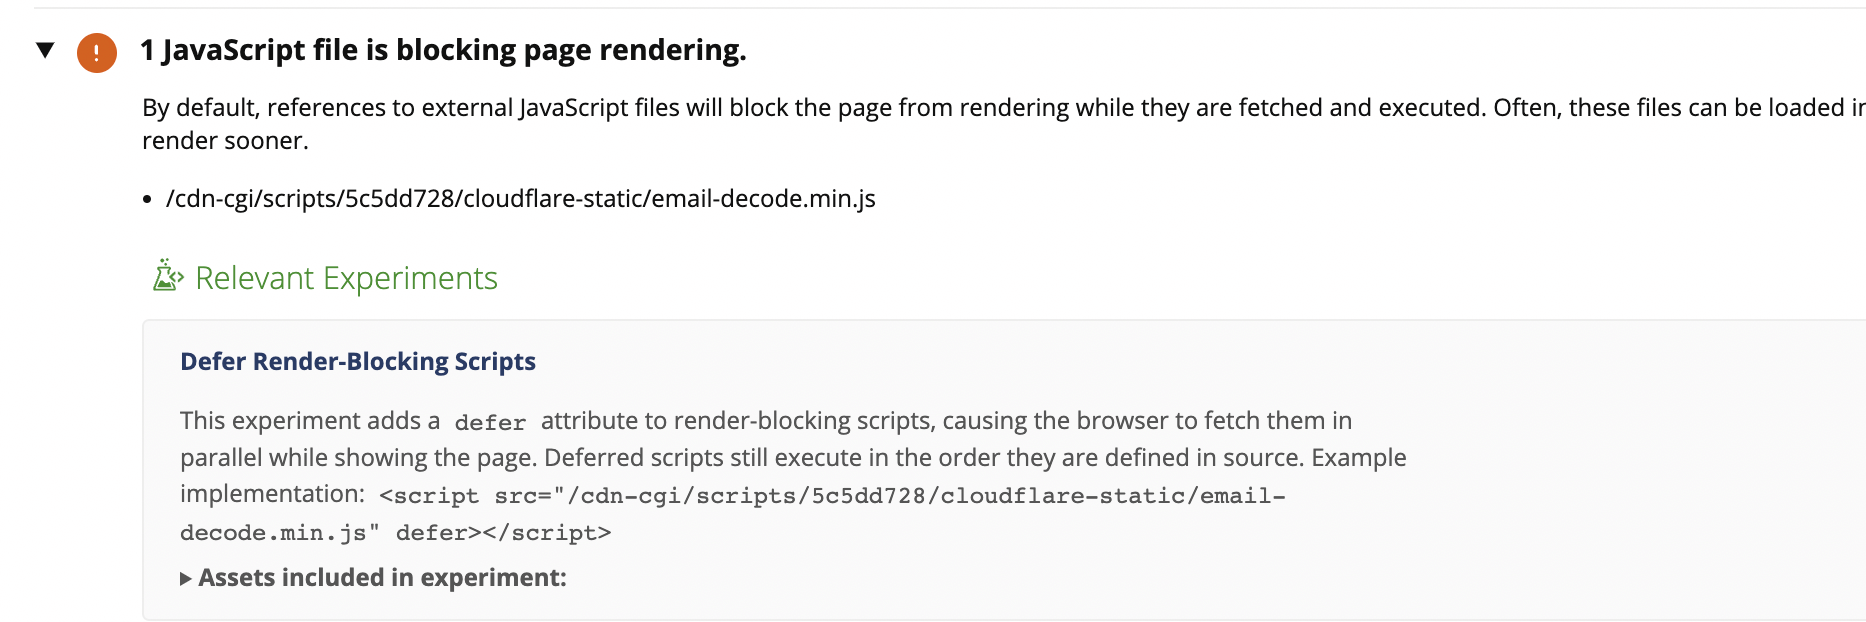 1 JavaScript file is blocking page rendering.
By default, references to external JavaScript files will block the page from rendering while they are fetched and executed. Often, these files can be loaded in
render sooner.
• /cdn-cgi/scripts/5c5dd728/cloudflare-static/email-decode.min.js
Relevant Experiments
Defer Render-Blocking Scripts
This experiment adds a defer attribute to render-blocking scripts, causing the browser to fetch them in
parallel while showing the page. Deferred scripts still execute in the order they are defined in source. Example
implementation: <script src="/cdn-cgi/scripts/5c5dd728/cloudflare-static/email-
decode.min.js" defer></script>
Assets included in experiment: